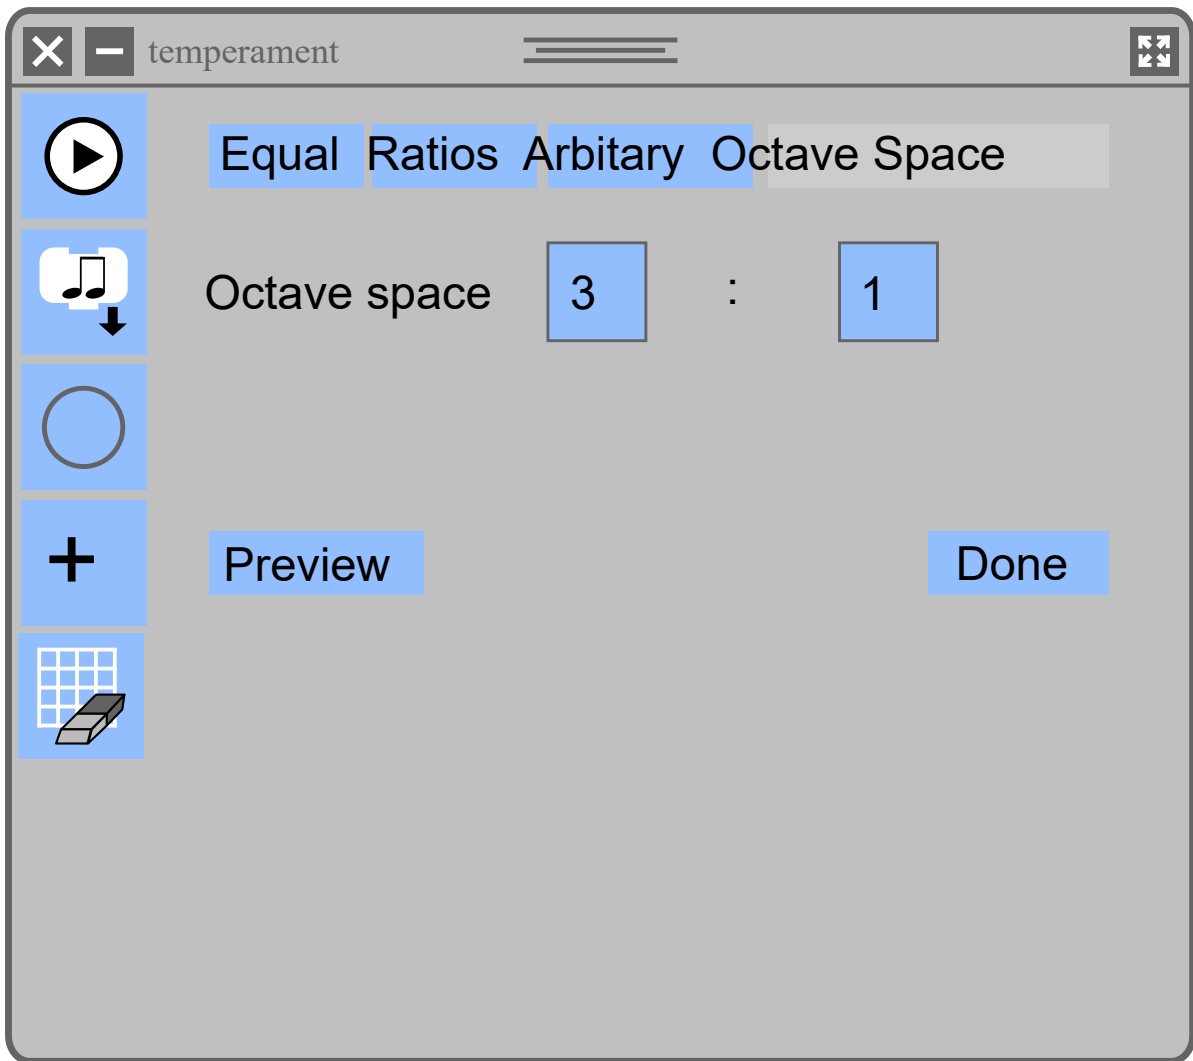 temperament
Equal Ratios Arbitary Octave Space
Octave space 3 : 1
Preview Done